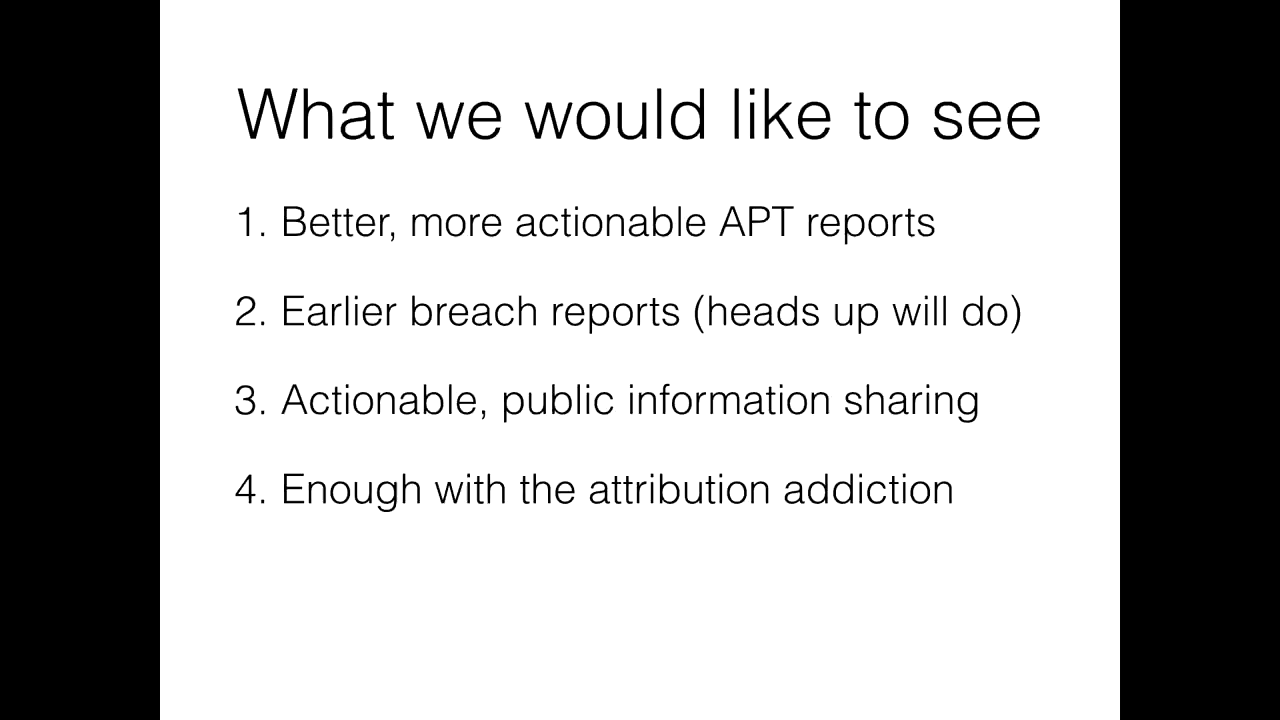 What we would like to see
1. Better, more actionable APT reports
2. Earlier breach reports (heads up will do)
3. Actionable, public information sharing
4. Enough with the attribution addiction